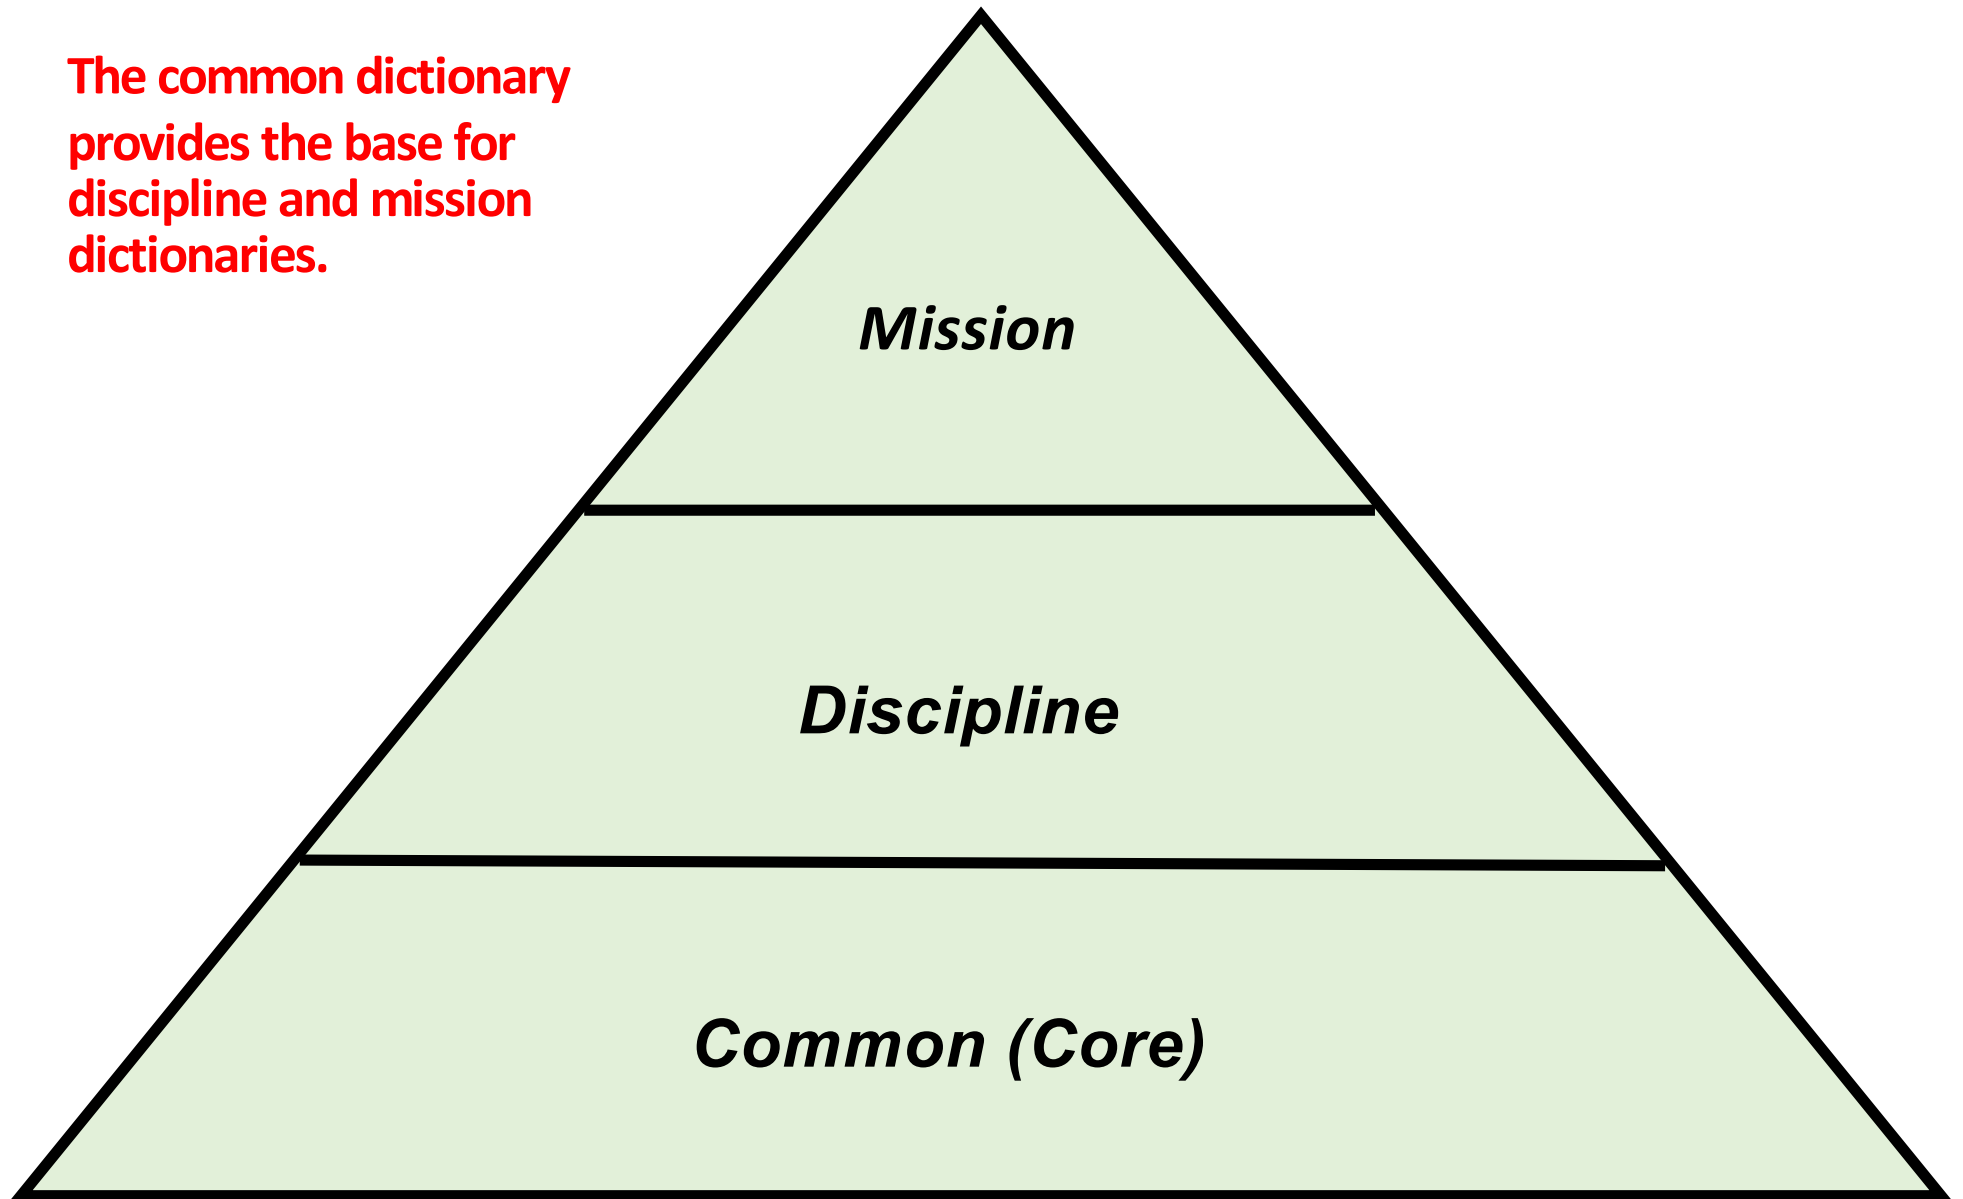 The common dictionary
provides the base for
discipline and mission
dictionaries.
Mission
Discipline
Common (Core)